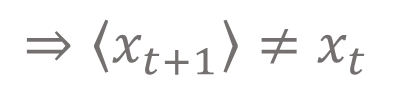 ⇒ ⟨x_{t+1}⟩ ≠ x_t